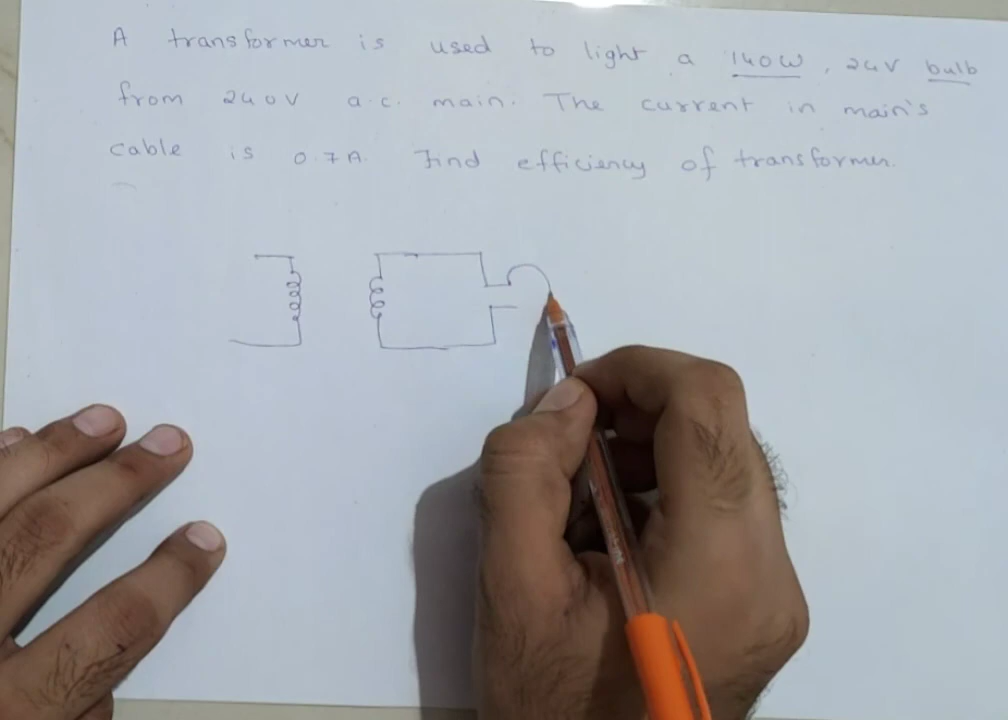 A transformer is used to light a 140W, 24V bulb
from 240V a.c. main. The current in main's
cable is 0.7A. Find efficiency of transformer.